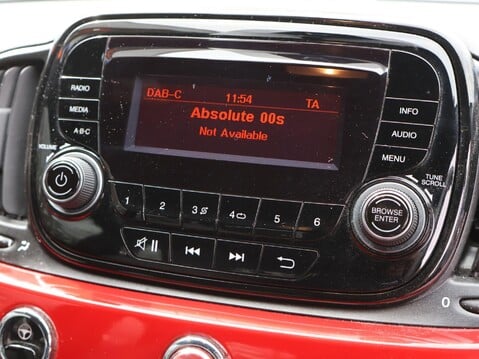 RADIO
MEDIA
A·B·C
VOLUME
DAB-C 11:54 TA
Absolute 00s
Not Available
INFO
AUDIO
MENU
TUNE
SCROLL
BROWSE
ENTER
1 2 3 4 5 6
0